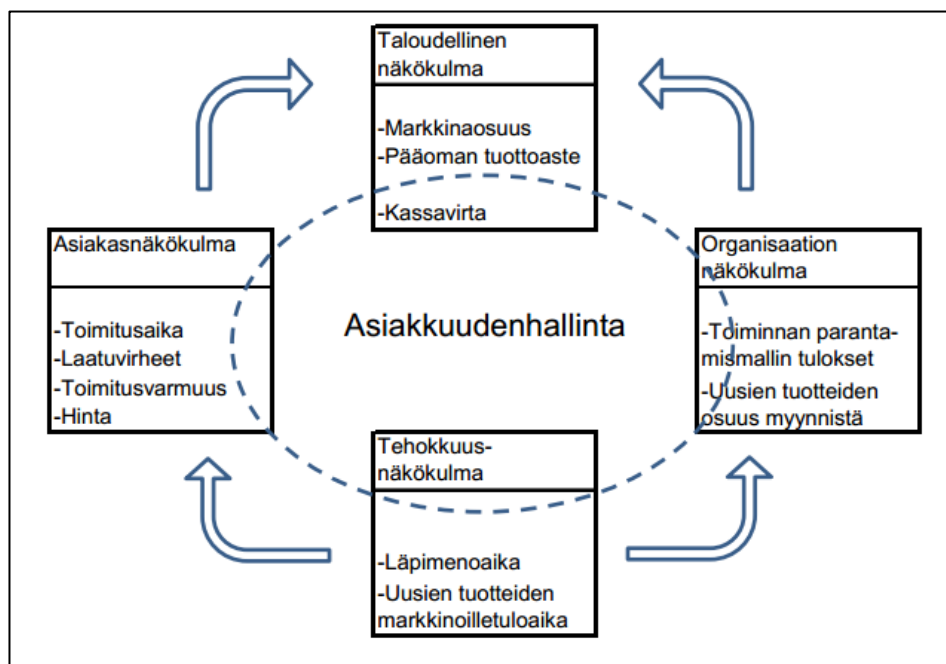 Taloudellinen
näkökulma
-Markkinaosuus
-Pääoman tuottoaste
-Kassavirta
Asiakasnäkökulma
-Toimitusaika
-Laatuvirheet
-Toimitusvarmuus
-Hinta
Asiakkuudenhallinta
Organisaation
näkökulma
-Toiminnan paranta-
mismallin tulokset
-Uusien tuotteiden
osuus myynnistä
Tehokkuus-
näkökulma
-Läpimenoaika
-Uusien tuotteiden
markkinoilletuloaika